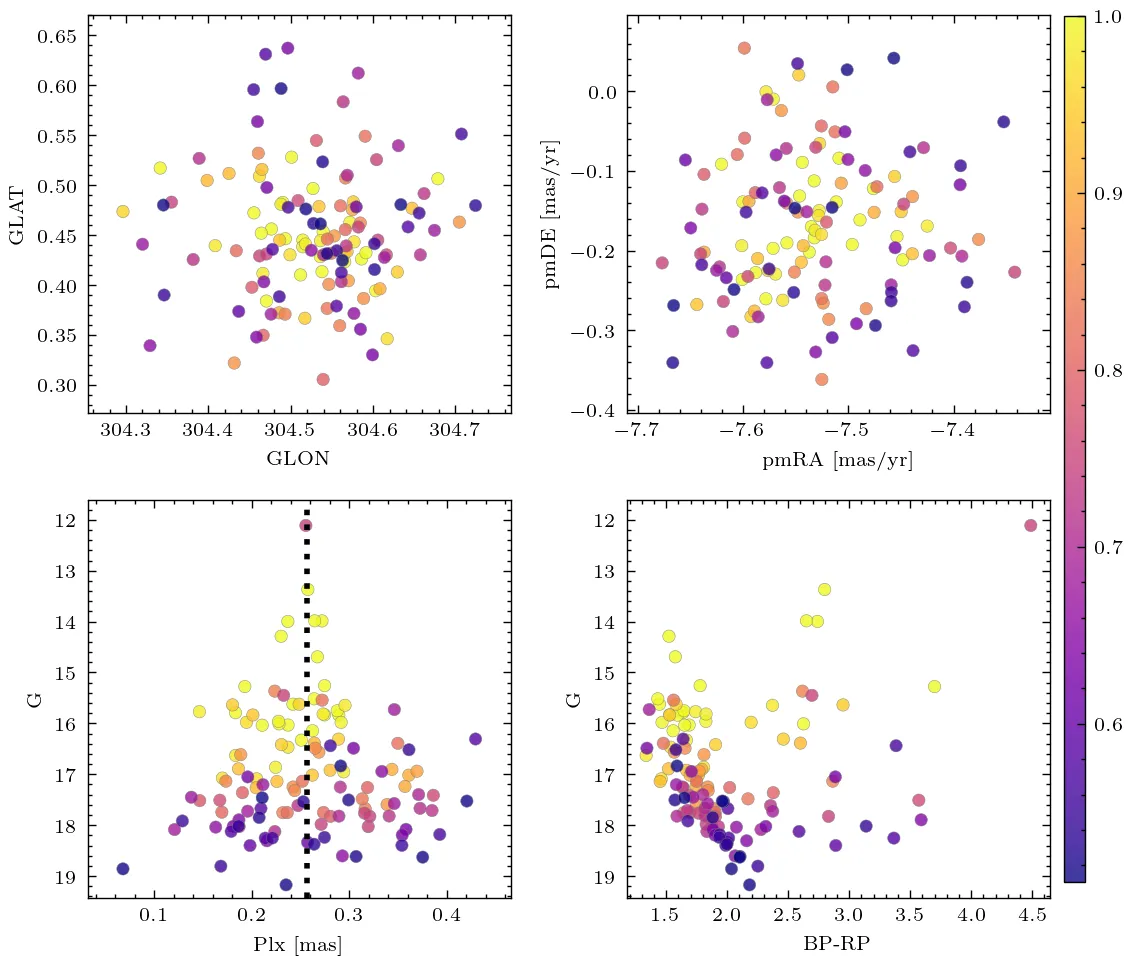 0.65
0.60
0.55
0.50
0.45
0.40
0.35
0.30
GLAT
304.3 304.4 304.5 304.6 304.7
GLON
0.0
−0.1
−0.2
−0.3
−0.4
pmDE [mas/yr]
−7.7 −7.6 −7.5 −7.4
pmRA [mas/yr]
1.0
0.9
0.8
0.7
0.6
12
13
14
15
16
17
18
19
G
0.1 0.2 0.3 0.4
Plx [mas]
12
13
14
15
16
17
18
19
G
1.5 2.0 2.5 3.0 3.5 4.0 4.5
BP-RP